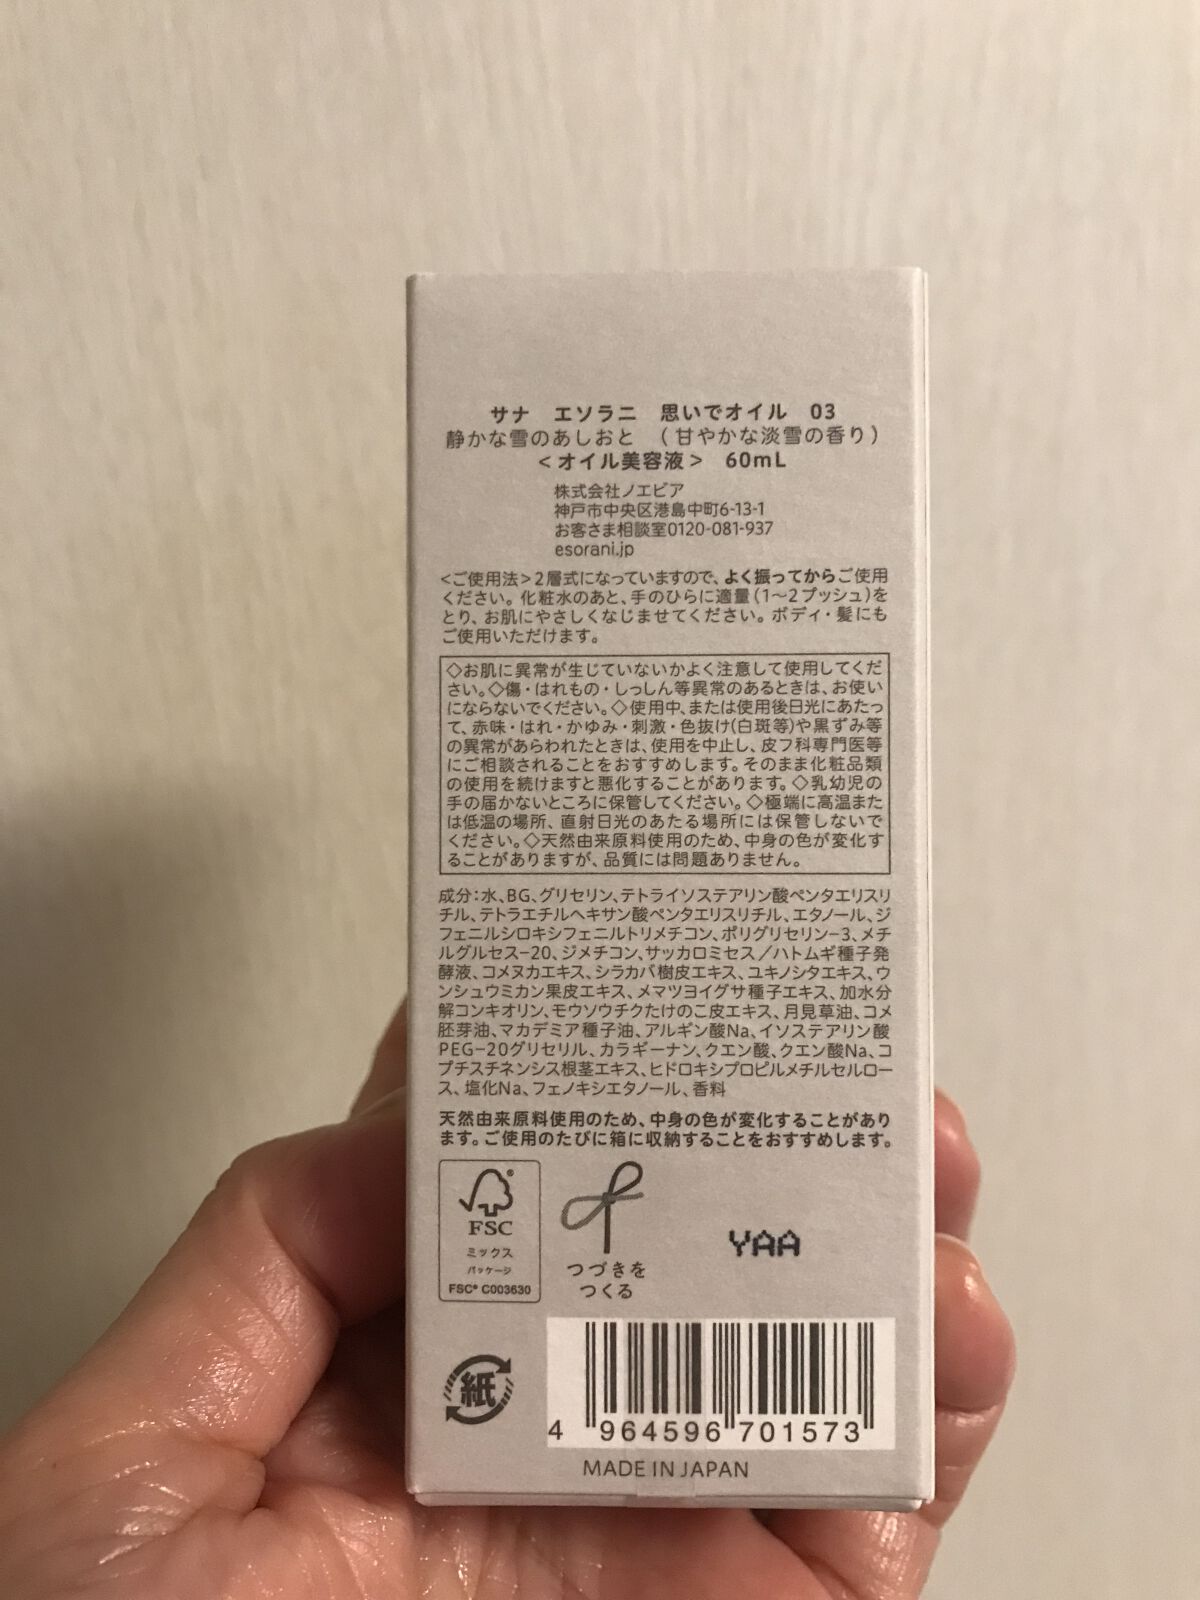 サナ　エソラニ　思いでオイル　03
静かな雪のあしおと　（甘やかな淡雪の香り）
＜オイル美容液＞　60mL
株式会社ノエビア
神戸市中央区港島中町6-13-1
お客さま相談室0120-081-937
esorani.jp
＜ご使用法＞2層式になっていますので、よく振ってからご使用
ください。化粧水のあと、手のひらに適量（1〜2プッシュ）を
とり、お肌にやさしくなじませてください。ボディ・髪にも
ご使用いただけます。
◇お肌に異常が生じていないかよく注意して使用してくだ
さい。◇傷・はれもの・しっしん等異常のあるときは、お使い
にならないでください。◇使用中、または使用後日光にあたっ
て、赤味・はれ・かゆみ・刺激・色抜け(白斑等)や黒ずみ等
の異常があらわれたときは、使用を中止し、皮フ科専門医等
にご相談されることをおすすめします。そのまま化粧品類
の使用を続けますと悪化することがあります。◇乳幼児の
手の届かないところに保管してください。◇極端に高温また
は低温の場所、直射日光のあたる場所には保管しないで
ください。◇天然由来原料使用のため、中身の色が変化す
ることがありますが、品質には問題ありません。
成分：水、BG、グリセリン、テトライソステアリン酸ペンタエリスリ
チル、テトラエチルヘキサン酸ペンタエリスリチル、エタノール、ジ
フェニルシロキシフェニルトリメチコン、ポリグリセリン−3、メチ
ルグルセス−20、ジメチコン、サッカロミセス／ハトムギ種子発
酵液、コメヌカエキス、シラカバ樹皮エキス、ユキノシタエキス、ウ
ンシュウミカン果皮エキス、メマツヨイグサ種子エキス、加水分
解コンキオリン、モウソウチクたけのこ皮エキス、月見草油、コメ
胚芽油、マカデミア種子油、アルギン酸Na、イソステアリン酸
PEG−20グリセリル、カラギーナン、クエン酸、クエン酸Na、コ
プチスチネンシス根茎エキス、ヒドロキシプロピルメチルセルロー
ス、塩化Na、フェノキシエタノール、香料
天然由来原料使用のため、中身の色が変化することがあり
ます。ご使用のたびに箱に収納することをおすすめします。
FSC
ミックス
パッケージ
FSC® C003630
つづきを
つくる
YAA
紙
4 964596 701573
MADE IN JAPAN